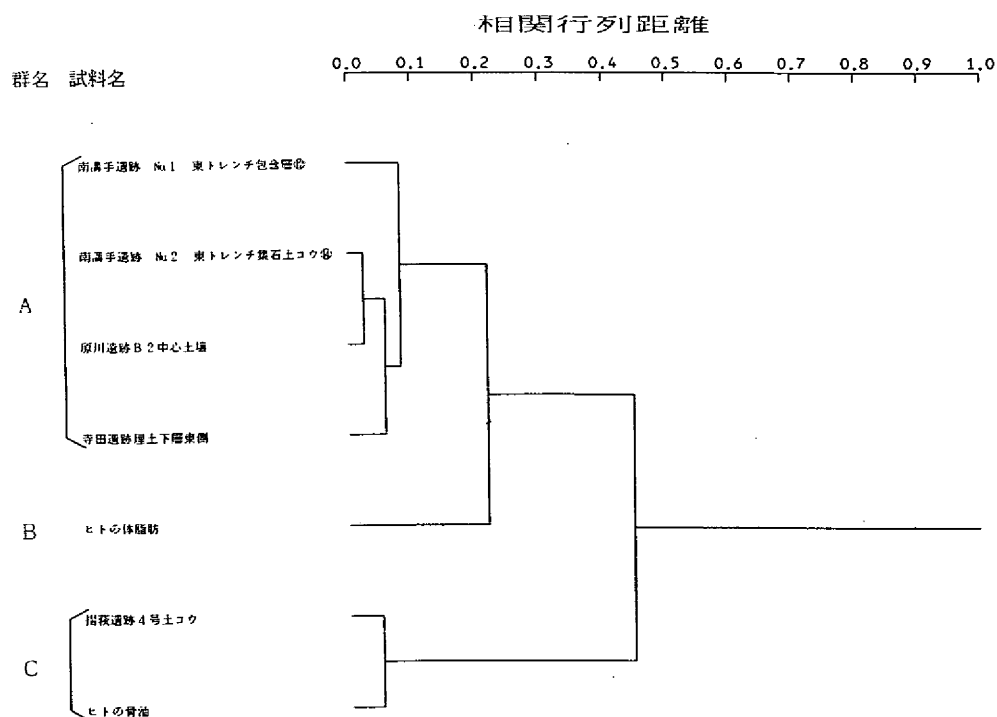 相関行列距離
0.0 0.1 0.2 0.3 0.4 0.5 0.6 0.7 0.8 0.9 1.0
群名 試料名
南溝手遺跡 No.1 東トレンチ包含層
南溝手遺跡 No.2 東トレンチ集石土コウ
A
原川遺跡B2中心土壙
寺田遺跡埋土下層東側
B ヒトの体脂肪
指萩遺跡4号土コウ
C
ヒトの骨油